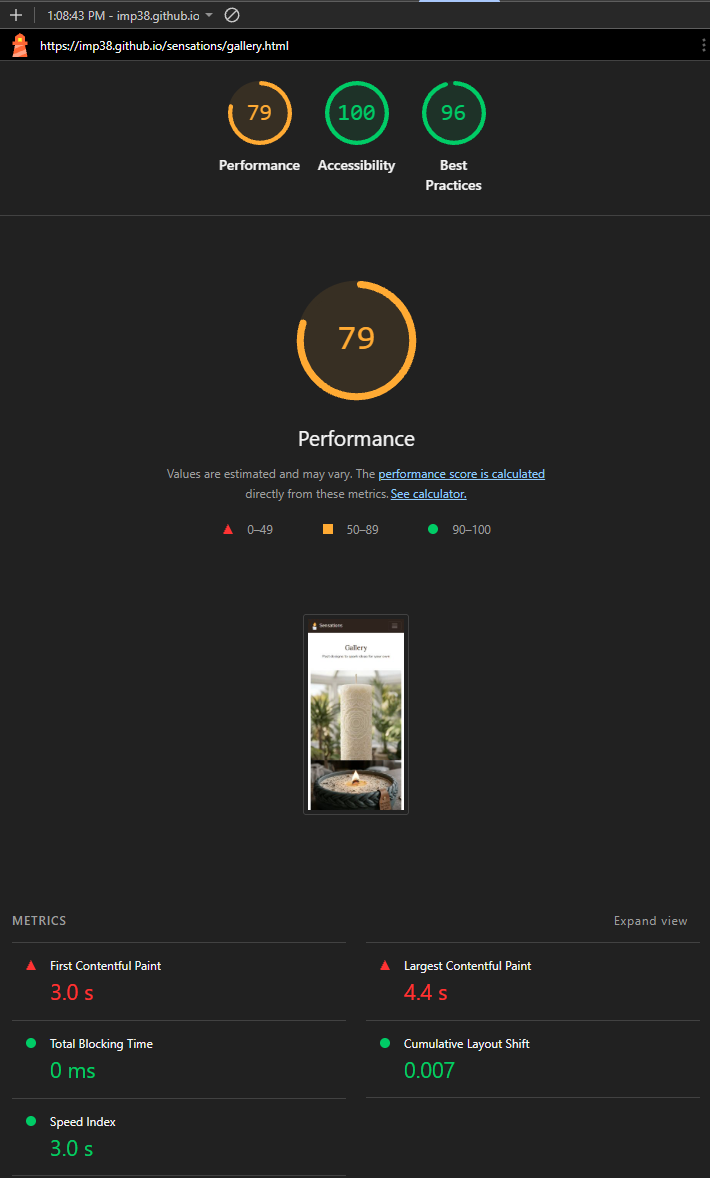 1:08:43 PM - imp38.github.io
https://imp38.github.io/sensations/gallery.html
79
100
96
Performance
Accessibility
Best
Practices
79
Performance
Values are estimated and may vary. The performance score is calculated
directly from these metrics. See calculator.
0–49
50–89
90–100
Sensations
Gallery
METRICS
Expand view
First Contentful Paint
3.0 s
Largest Contentful Paint
4.4 s
Total Blocking Time
0 ms
Cumulative Layout Shift
0.007
Speed Index
3.0 s